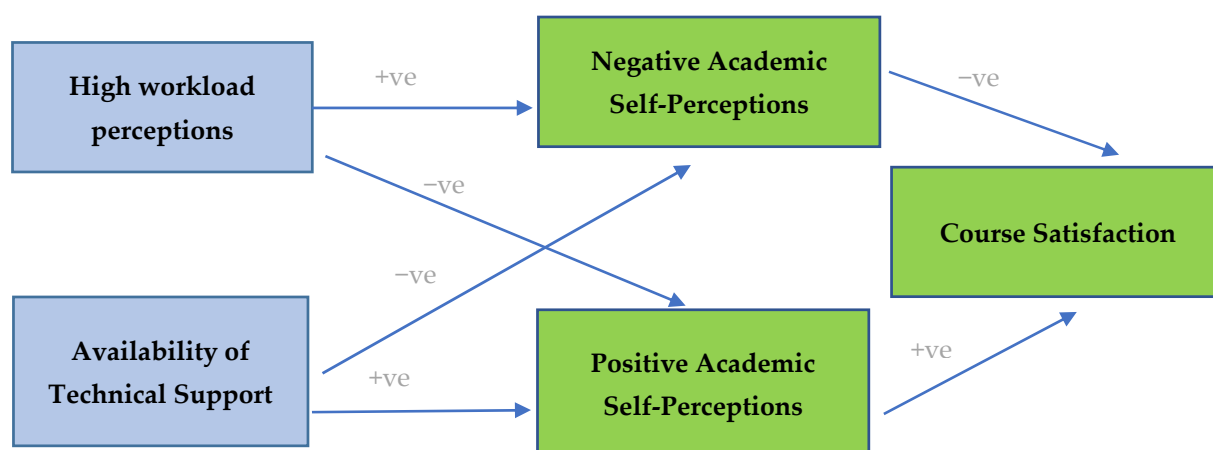 High workload
perceptions
+ve
Negative Academic
Self-Perceptions
−ve
−ve
Course Satisfaction
−ve
Availability of
Technical Support
+ve
Positive Academic
Self-Perceptions
+ve